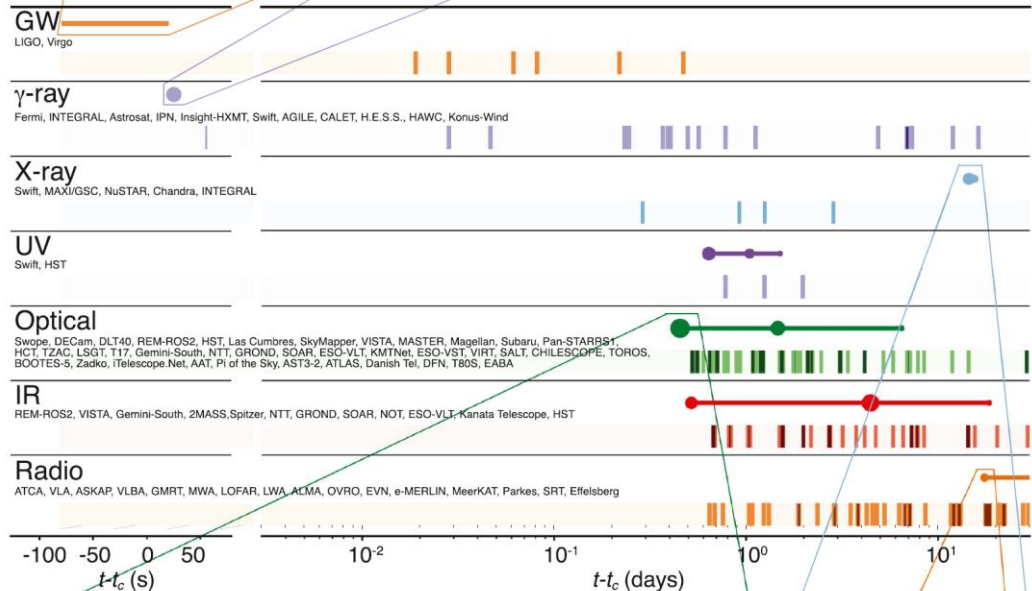 GW
LIGO, Virgo
γ-ray
Fermi, INTEGRAL, Astrosat, IPN, Insight-HXMT, Swift, AGILE, CALET, H.E.S.S., HAWC, Konus-Wind
X-ray
Swift, MAXI/GSC, NuSTAR, Chandra, INTEGRAL
UV
Swift, HST
Optical
Swope, DECam, DLT40, REM-ROS2, HST, Las Cumbres, SkyMapper, VISTA, MASTER, Magellan, Subaru, Pan-STARRS1,
HCT, TZAC, LSGT, T17, Gemini-South, NTT, GROND, SOAR, ESO-VLT, KMTNet, ESO-VST, VIRT, SALT, CHILESCOPE, TOROS,
BOOTES-5, Zadko, iTelescope.Net, AAT, Pi of the Sky, AST3-2, ATLAS, Danish Tel, DFN, T80S, EABA
IR
REM-ROS2, VISTA, Gemini-South, 2MASS,Spitzer, NTT, GROND, SOAR, NOT, ESO-VLT, Kanata Telescope, HST
Radio
ATCA, VLA, ASKAP, VLBA, GMRT, MWA, LOFAR, LWA, ALMA, OVRO, EVN, e-MERLIN, MeerKAT, Parkes, SRT, Effelsberg
-100 -50 0 50 10⁻² 10⁻¹ 10⁰ 10¹
t-t_c (s) t-t_c (days)